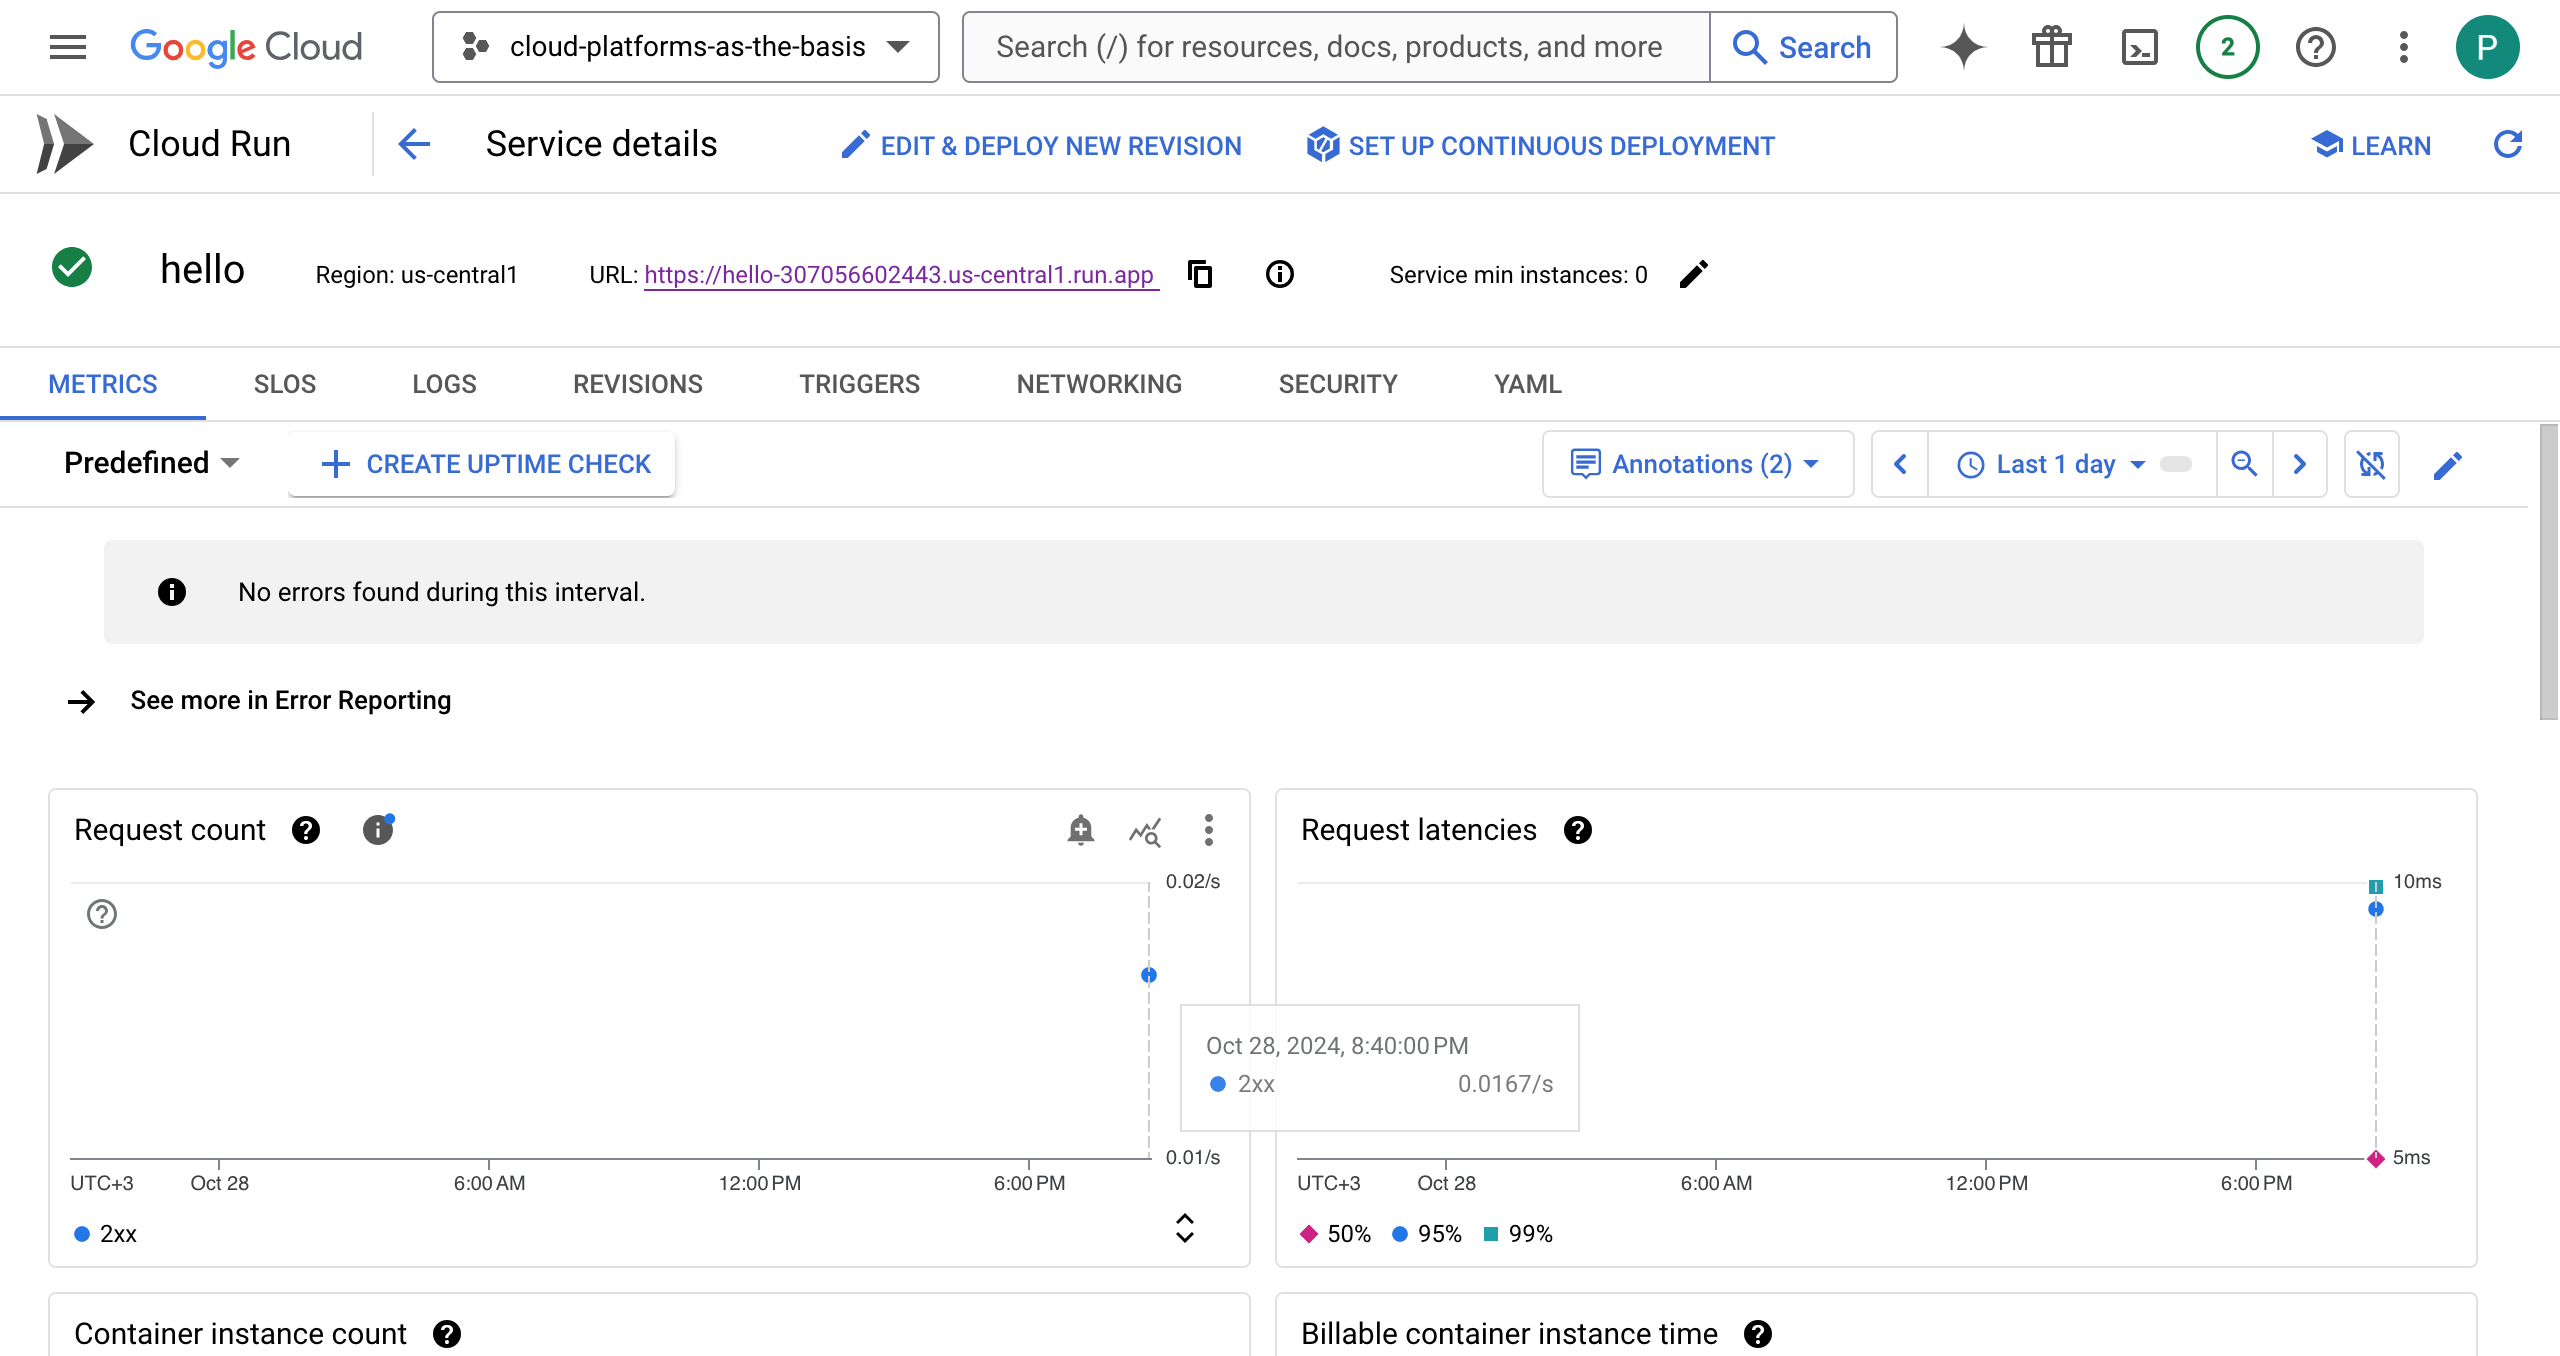 Google Cloud
cloud-platforms-as-the-basis
Search (/) for resources, docs, products, and more
Search
2
P
Cloud Run
Service details
EDIT & DEPLOY NEW REVISION
SET UP CONTINUOUS DEPLOYMENT
LEARN
hello
Region: us-central1
URL: https://hello-307056602443.us-central1.run.app
Service min instances: 0
METRICS
SLOS
LOGS
REVISIONS
TRIGGERS
NETWORKING
SECURITY
YAML
Predefined
CREATE UPTIME CHECK
Annotations (2)
Last 1 day
No errors found during this interval.
See more in Error Reporting
Request count
0.02/s
0.01/s
UTC+3
Oct 28
6:00 AM
12:00 PM
6:00 PM
2xx
Oct 28, 2024, 8:40:00 PM
2xx 0.0167/s
Request latencies
10ms
5ms
UTC+3
Oct 28
6:00 AM
12:00 PM
6:00 PM
50%
95%
99%
Container instance count
Billable container instance time